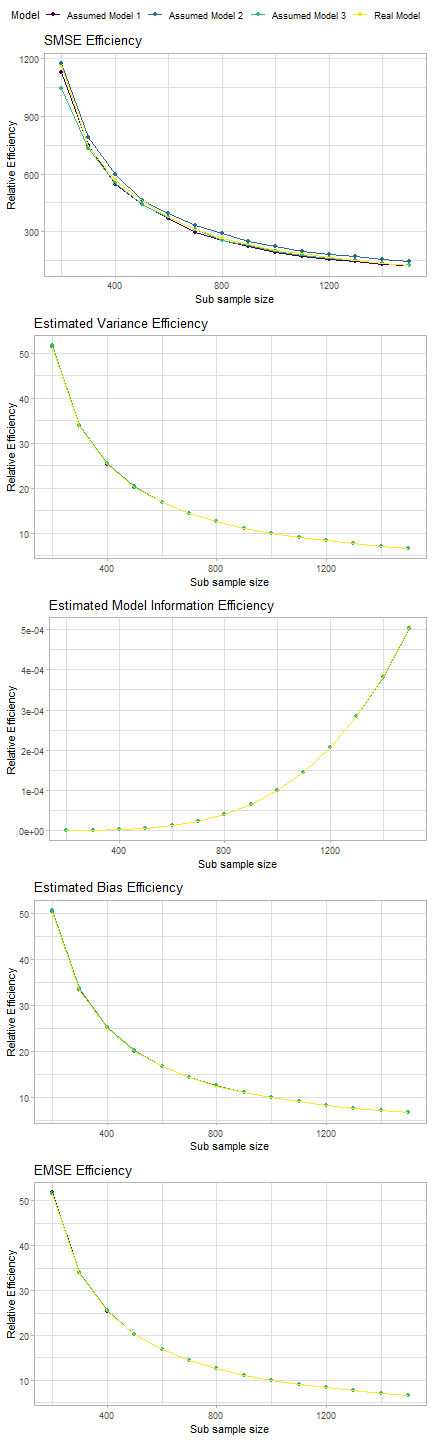 Model Assumed Model 1 Assumed Model 2 Assumed Model 3 Real Model
SMSE Efficiency
Relative Efficiency
1200
900
600
300
400 800 1200
Sub sample size
Estimated Variance Efficiency
Relative Efficiency
50
40
30
20
10
400 800 1200
Sub sample size
Estimated Model Information Efficiency
Relative Efficiency
5e-04
4e-04
2e-04
1e-04
0e+00
400 800 1200
Sub sample size
Estimated Bias Efficiency
Relative Efficiency
50
40
30
20
10
400 800 1200
Sub sample size
EMSE Efficiency
Relative Efficiency
50
40
30
20
10
400 800 1200
Sub sample size